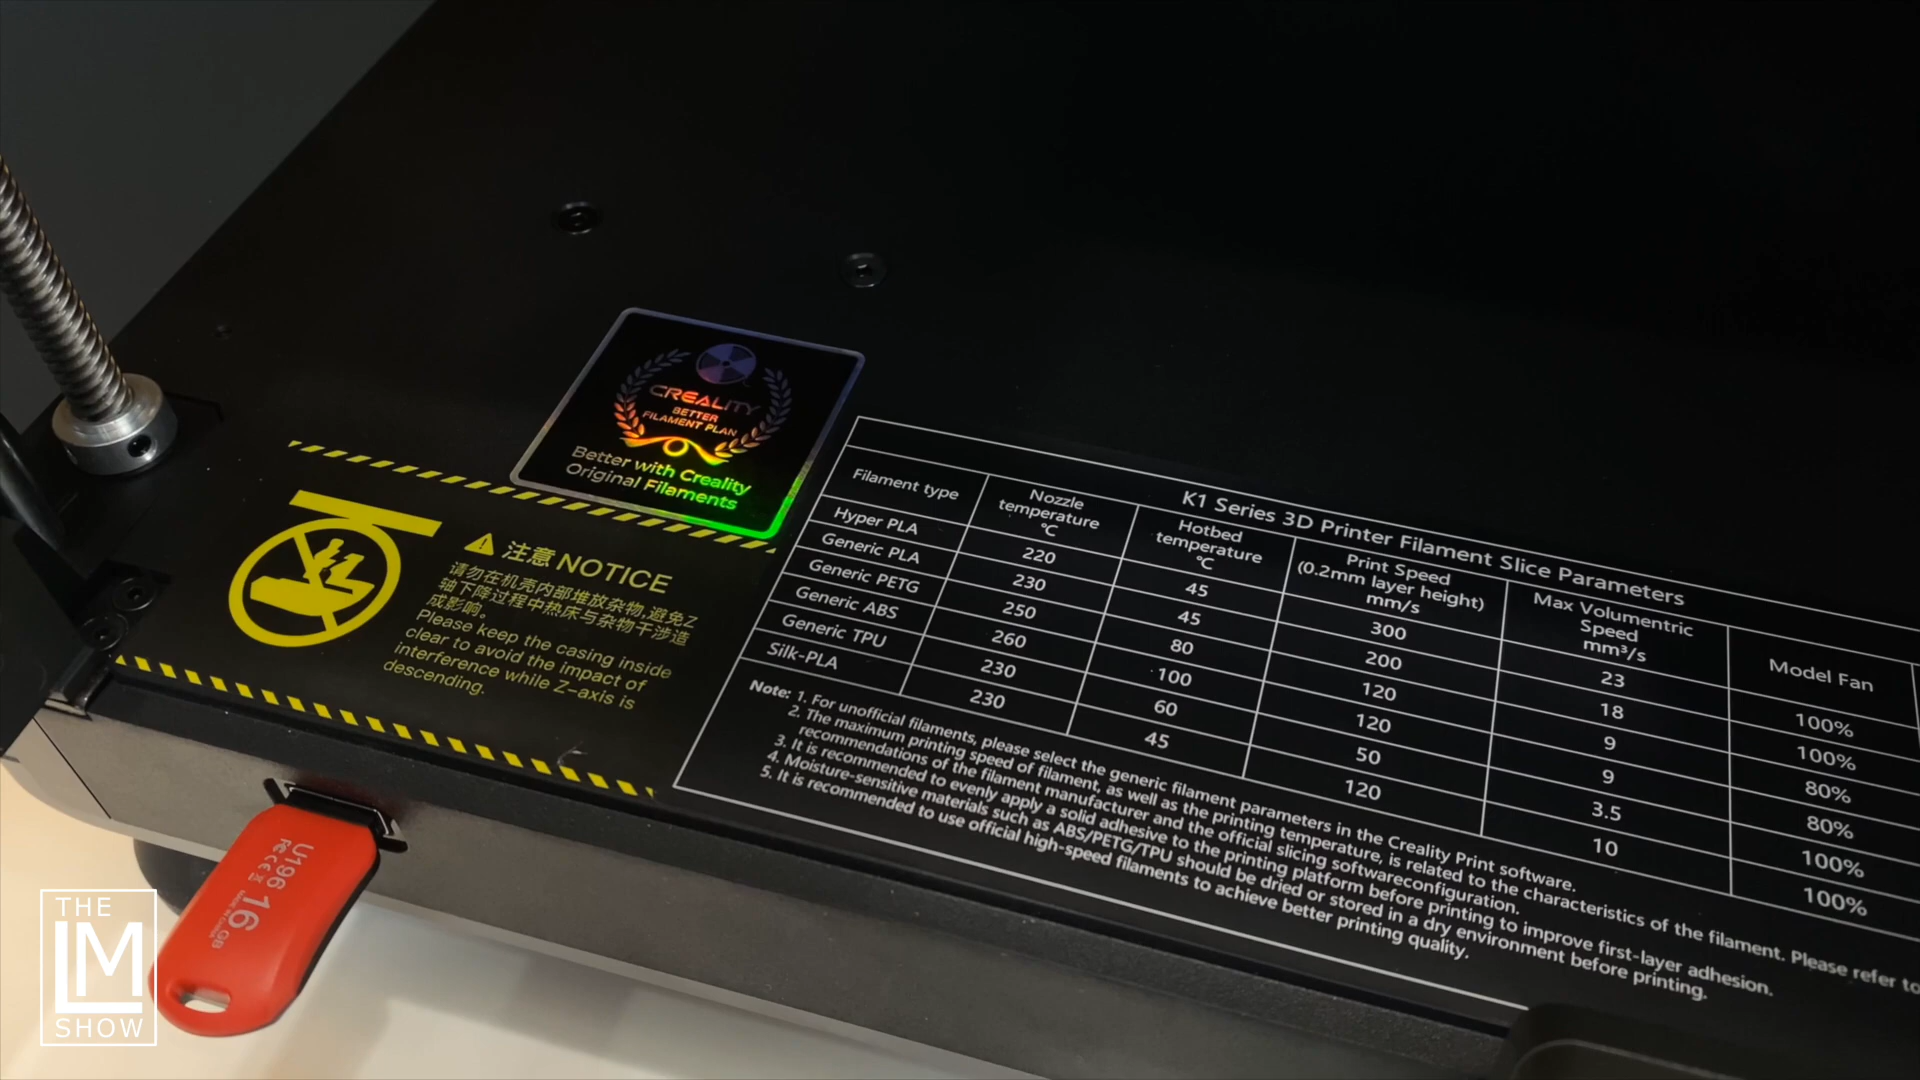 CREALITY
BETTER
FILAMENT PLAN
Better with Creality
Original Filaments
注意 NOTICE
请勿在机壳内部堆放杂物,避免Z
轴下降过程中热床与杂物干涉造
成影响。
Please keep the casing inside
clear to avoid the impact of
interference while Z-axis is
descending.
K1 Series 3D Printer Filament Slice Parameters
Filament type Nozzle temperature ℃ Hotbed temperature ℃ Print Speed (0.2mm layer height) mm/s Max Volumentric Speed mm³/s Model Fan
Hyper PLA 220 45 300 23 100%
Generic PLA 230 45 200 18 100%
Generic PETG 250 80 120 9 80%
Generic ABS 260 100 120 9 80%
Generic TPU 230 60 50 3.5 100%
Silk-PLA 230 45 120 10 100%
Note: 1. For unofficial filaments, please select the generic filament parameters in the Creality Print software.
2. The maximum printing speed of filament, as well as the printing temperature, is related to the characteristics of the filament. Please refer to
recommendations of the filament manufacturer and the official slicing softwareconfiguration.
3. It is recommended to evenly apply a solid adhesive to the printing platform before printing to improve first-layer adhesion.
4. Moisture-sensitive materials such as ABS/PETG/TPU should be dried or stored in a dry environment before printing.
5. It is recommended to use official high-speed filaments to achieve better printing quality.
U196 16GB
FC CE
THE
LM
SHOW